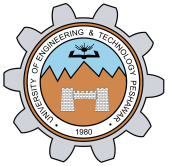 UNIVERSITY OF ENGINEERING & TECHNOLOGY PESHAWAR
1980